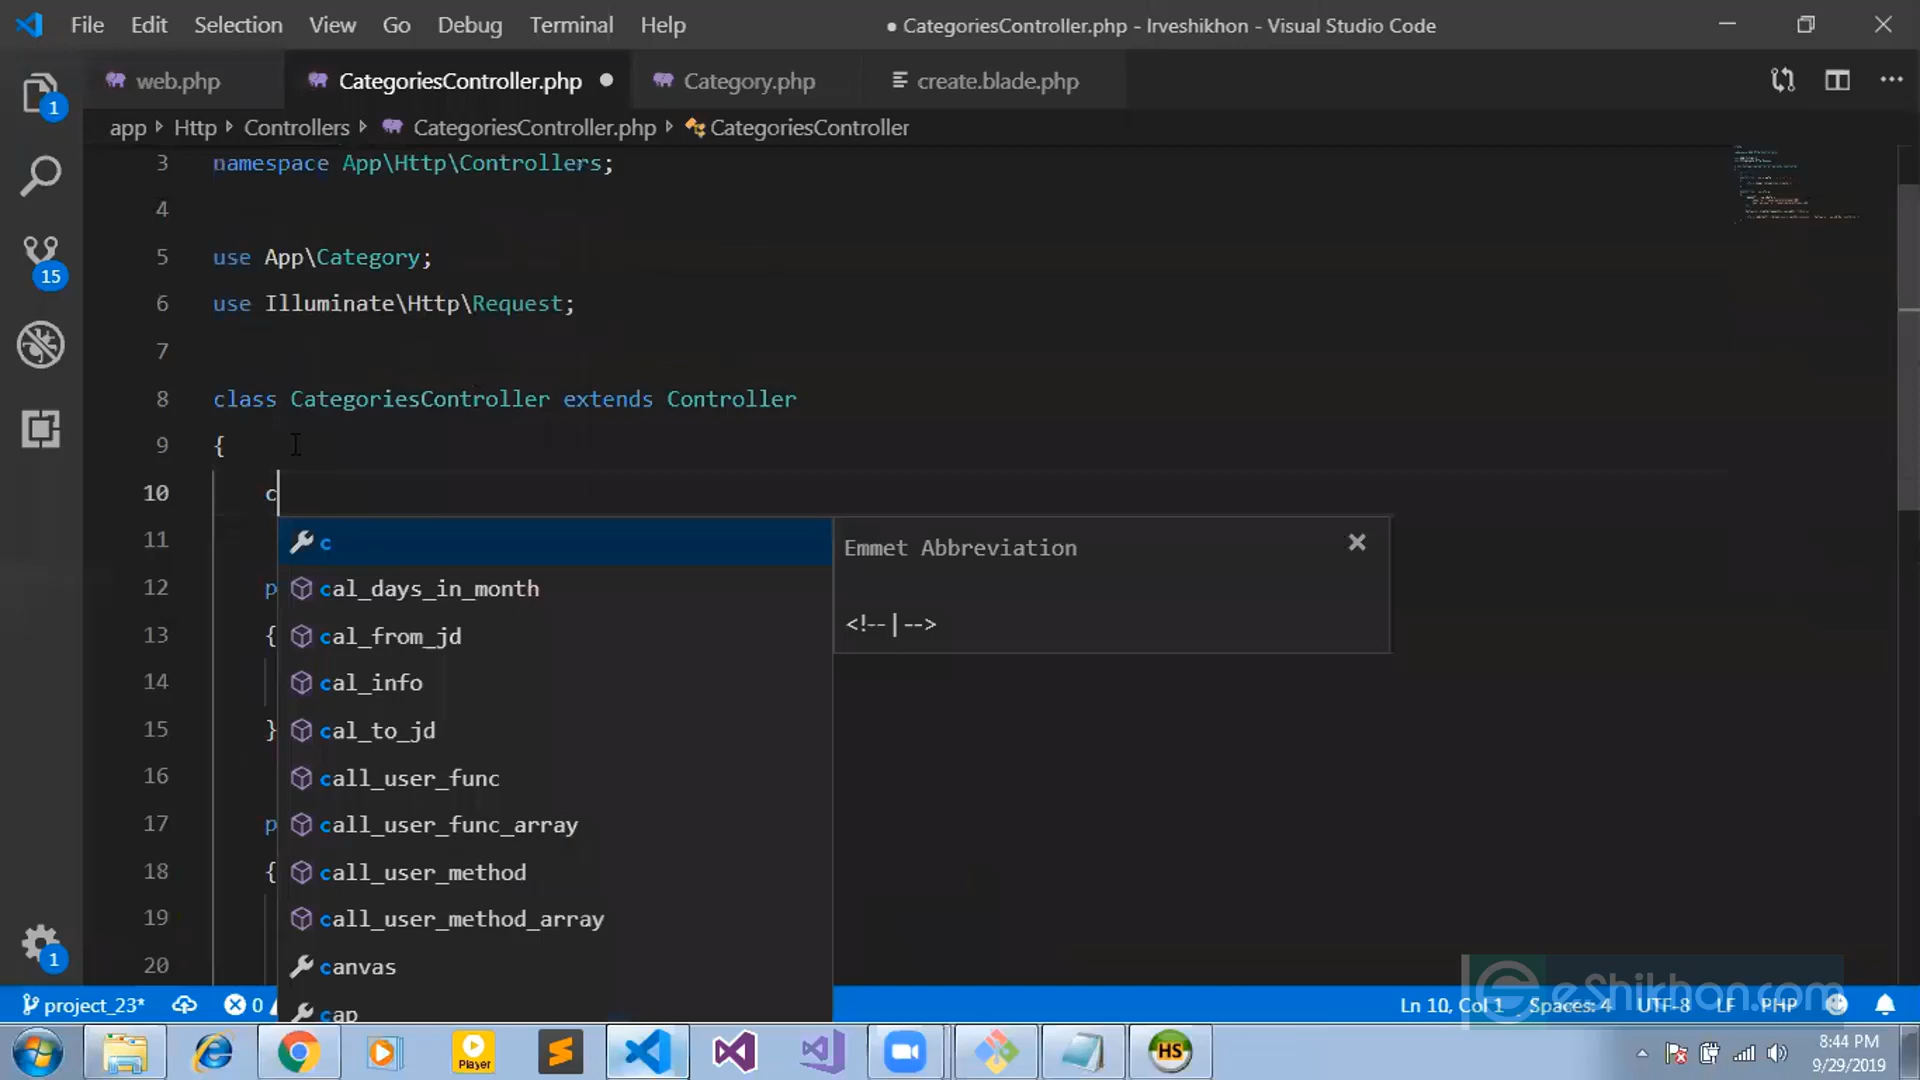 File Edit Selection View Go Debug Terminal Help ● CategoriesController.php - lrveshikhon - Visual Studio Code
web.php CategoriesController.php ● Category.php create.blade.php
app Http Controllers CategoriesController.php CategoriesController
3 namespace App\Http\Controllers;
4
5 use App\Category;
6 use Illuminate\Http\Request;
7
8 class CategoriesController extends Controller
9 {
10 c
11 c Emmet Abbreviation
12 p cal_days_in_month
<!--|-->
13 { cal_from_jd
14 cal_info
15 } cal_to_jd
16 call_user_func
17 p call_user_func_array
18 { call_user_method
19 call_user_method_array
20 canvas
cap
1
15
1
eShikhon.com
project_23* 0 Ln 10, Col 1 Spaces: 4 UTF-8 LF PHP
Player
HS
8:44 PM
9/29/2019